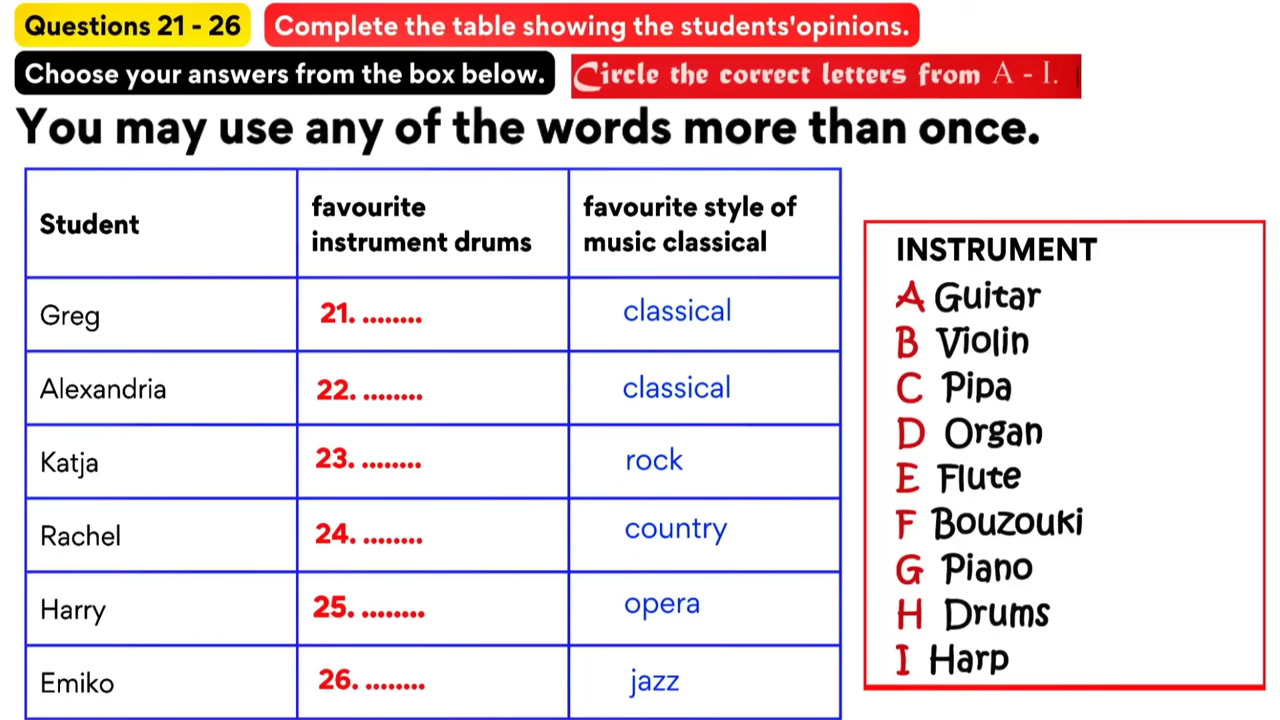 Questions 21 - 26 Complete the table showing the students'opinions.
Choose your answers from the box below. Circle the correct letters from A - I.
You may use any of the words more than once.
Student favourite instrument drums favourite style of music classical
Greg 21. ........ classical
Alexandria 22. ........ classical
Katja 23. ........ rock
Rachel 24. ........ country
Harry 25. ........ opera
Emiko 26. ........ jazz
INSTRUMENT
A Guitar
B Violin
C Pipa
D Organ
E Flute
F Bouzouki
G Piano
H Drums
I Harp